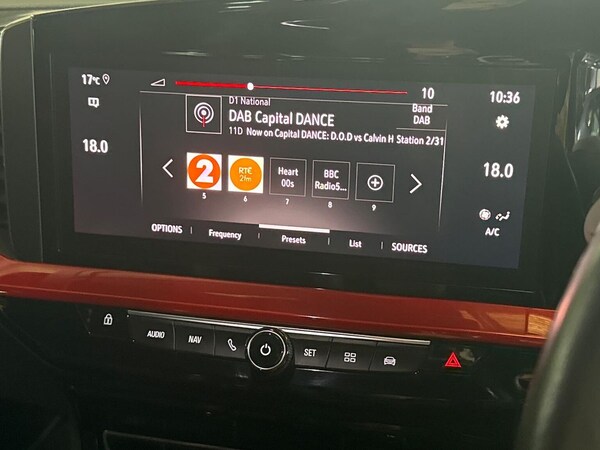 17°C
10
10:36
D1 National
Band
DAB Capital DANCE
DAB
11D Now on Capital DANCE: D.O.D vs Calvin H Station 2/31
18.0
18.0
2
RTÉ
2fm
Heart
00s
BBC
Radio5...
5
6
7
8
9
A/C
OPTIONS
Frequency
Presets
List
SOURCES
AUDIO
NAV
SET